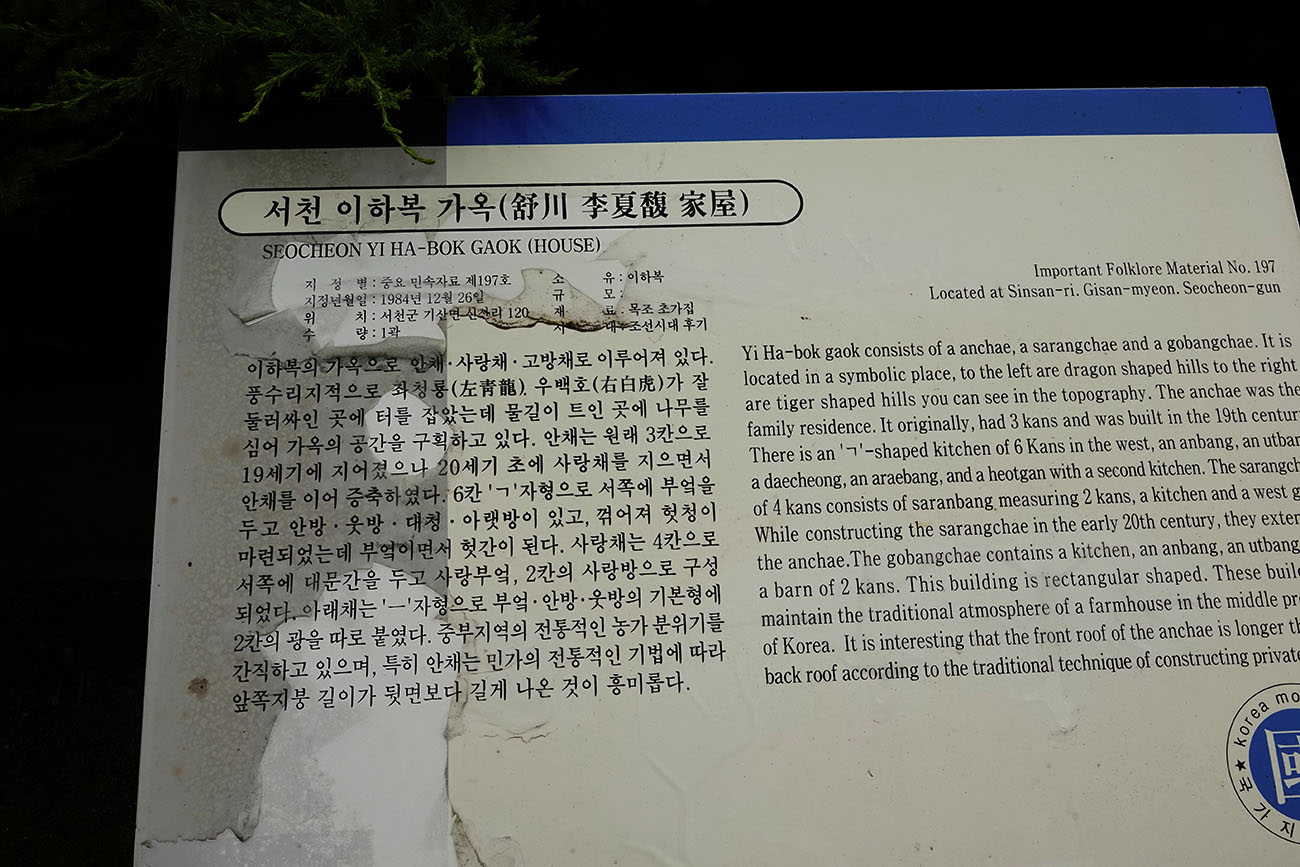 서천 이하복 가옥(舒川 李夏馥 家屋)
SEOCHEON YI HA-BOK GAOK (HOUSE)
지 정 별 : 중요 민속자료 제197호
지정년월일 : 1984년 12월 26일
위 치 : 서천군 기산면 신산리 120
수 량 : 1곽
소 유 : 이하복
규 모 :
재 료 : 목조 초가집
시 대 : 조선시대 후기
이하복의 가옥으로 안채·사랑채·고방채로 이루어져 있다.
풍수리지적으로 좌청룡(左靑龍), 우백호(右白虎)가 잘
둘러싸인 곳에 터를 잡았는데 물길이 트인 곳에 나무를
심어 가옥의 공간을 구획하고 있다. 안채는 원래 3칸으로
19세기에 지어졌으나 20세기 초에 사랑채를 지으면서
안채를 이어 증축하였다. 6칸 'ㄱ'자형으로 서쪽에 부엌을
두고 안방·웃방·대청·아랫방이 있고, 꺾어져 헛청이
마련되었는데 부엌이면서 헛간이 된다. 사랑채는 4칸으로
서쪽에 대문간을 두고 사랑부엌, 2칸의 사랑방으로 구성
되었다. 아래채는 'ㅡ'자형으로 부엌·안방·웃방의 기본형에
2칸의 광을 따로 붙였다. 중부지역의 전통적인 농가 분위기를
간직하고 있으며, 특히 안채는 민가의 전통적인 기법에 따라
앞쪽지붕 길이가 뒷면보다 길게 나온 것이 흥미롭다.
Important Folklore Material No. 197
Located at Sinsan-ri. Gisan-myeon. Seocheon-gun
Yi Ha-bok gaok consists of a anchae, a sarangchae and a gobangchae. It is
located in a symbolic place, to the left are dragon shaped hills to the right
are tiger shaped hills you can see in the topography. The anchae was the
family residence. It originally, had 3 kans and was built in the 19th centur
There is an 'ㄱ'-shaped kitchen of 6 Kans in the west, an anbang, an utban
a daecheong, an araebang, and a heotgan with a second kitchen. The sarangch
of 4 kans consists of saranbang measuring 2 kans, a kitchen and a west g
While constructing the sarangchae in the early 20th century, they exten
the anchae.The gobangchae contains a kitchen, an anbang, an utbang
a barn of 2 kans. This building is rectangular shaped. These buil
maintain the traditional atmosphere of a farmhouse in the middle pr
of Korea. It is interesting that the front roof of the anchae is longer th
back roof according to the traditional technique of constructing private
★ korea mo
국 가 지